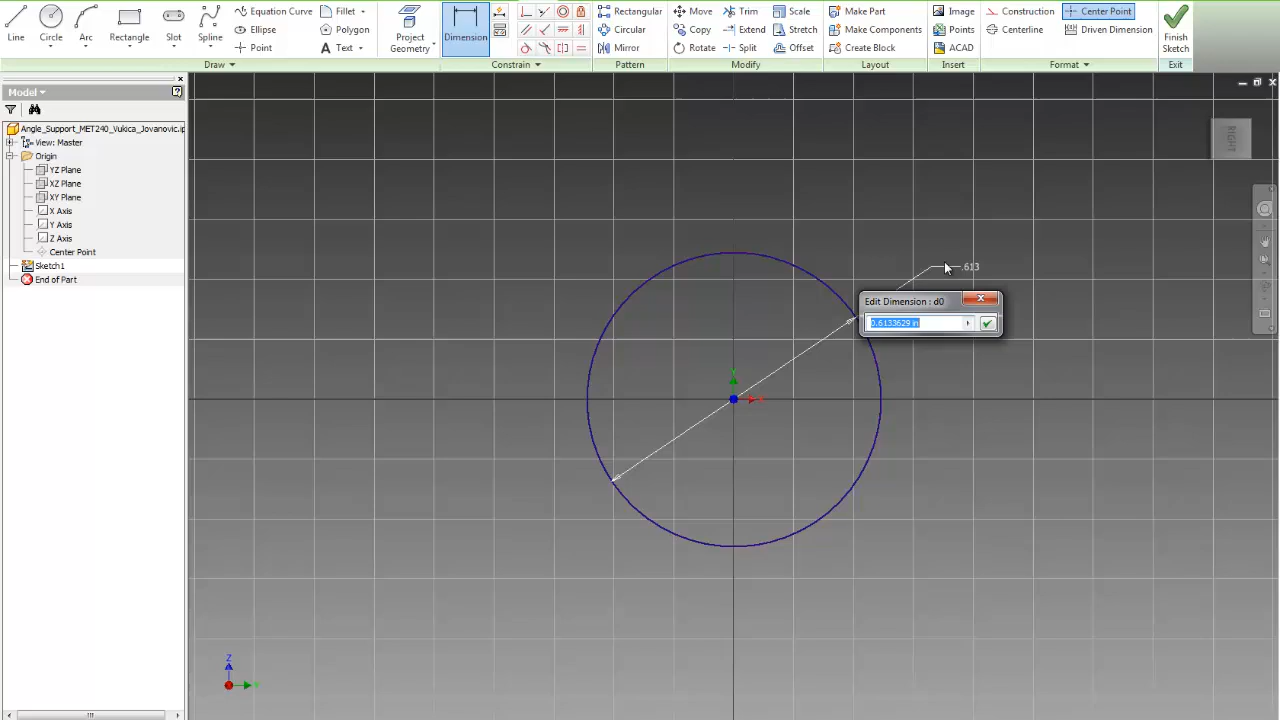 Line
Circle
Arc
Rectangle
Slot
Spline
Equation Curve
Ellipse
Point
Fillet
Polygon
Text
Project
Geometry
Dimension
Rectangular
Circular
Mirror
Move
Copy
Rotate
Trim
Extend
Split
Scale
Stretch
Offset
Make Part
Make Components
Create Block
Image
Points
ACAD
Construction
Centerline
Center Point
Driven Dimension
Finish
Sketch
Draw
Constrain
Pattern
Modify
Layout
Insert
Format
Exit
Model
Angle_Support_MET240_Vukica_Jovanovic.ip
View: Master
Origin
YZ Plane
XZ Plane
XY Plane
X Axis
Y Axis
Z Axis
Center Point
Sketch1
End of Part
RIGHT
.613
Edit Dimension : d0
0.6133629 in
Y
X
Z
Y